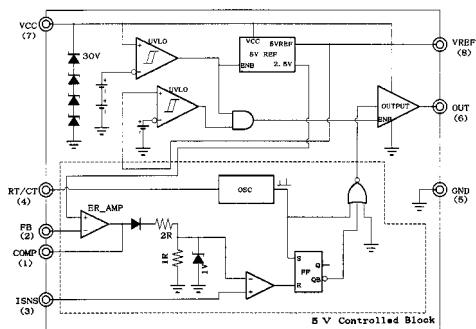 VCC
(7)
30V
UVLO
UVLO
VCC
5VREF
5V REF
2.5V
ENB
VREF
(8)
OUTPUT
ENB
OUT
(6)
RT/CT
(4)
OSC
GND
(5)
ER_AMP
FB
(2)
COMP
(1)
2R
1R
1V
S
FF
Q
R
QB
ISNS
(3)
5V Controlled Block